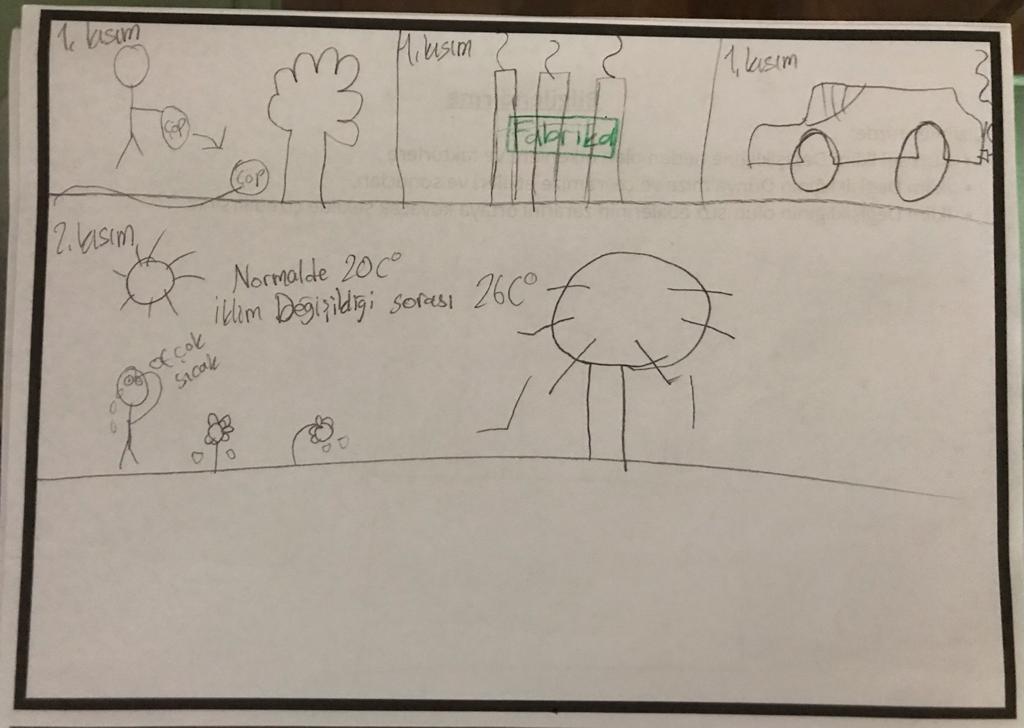 1. kısım
çöp
çöp
1. kısım
Fabrika
1. kısım
2. kısım
Normalde 20C°
iklim Değişikliği sorası 26C°
of çok
sıcak